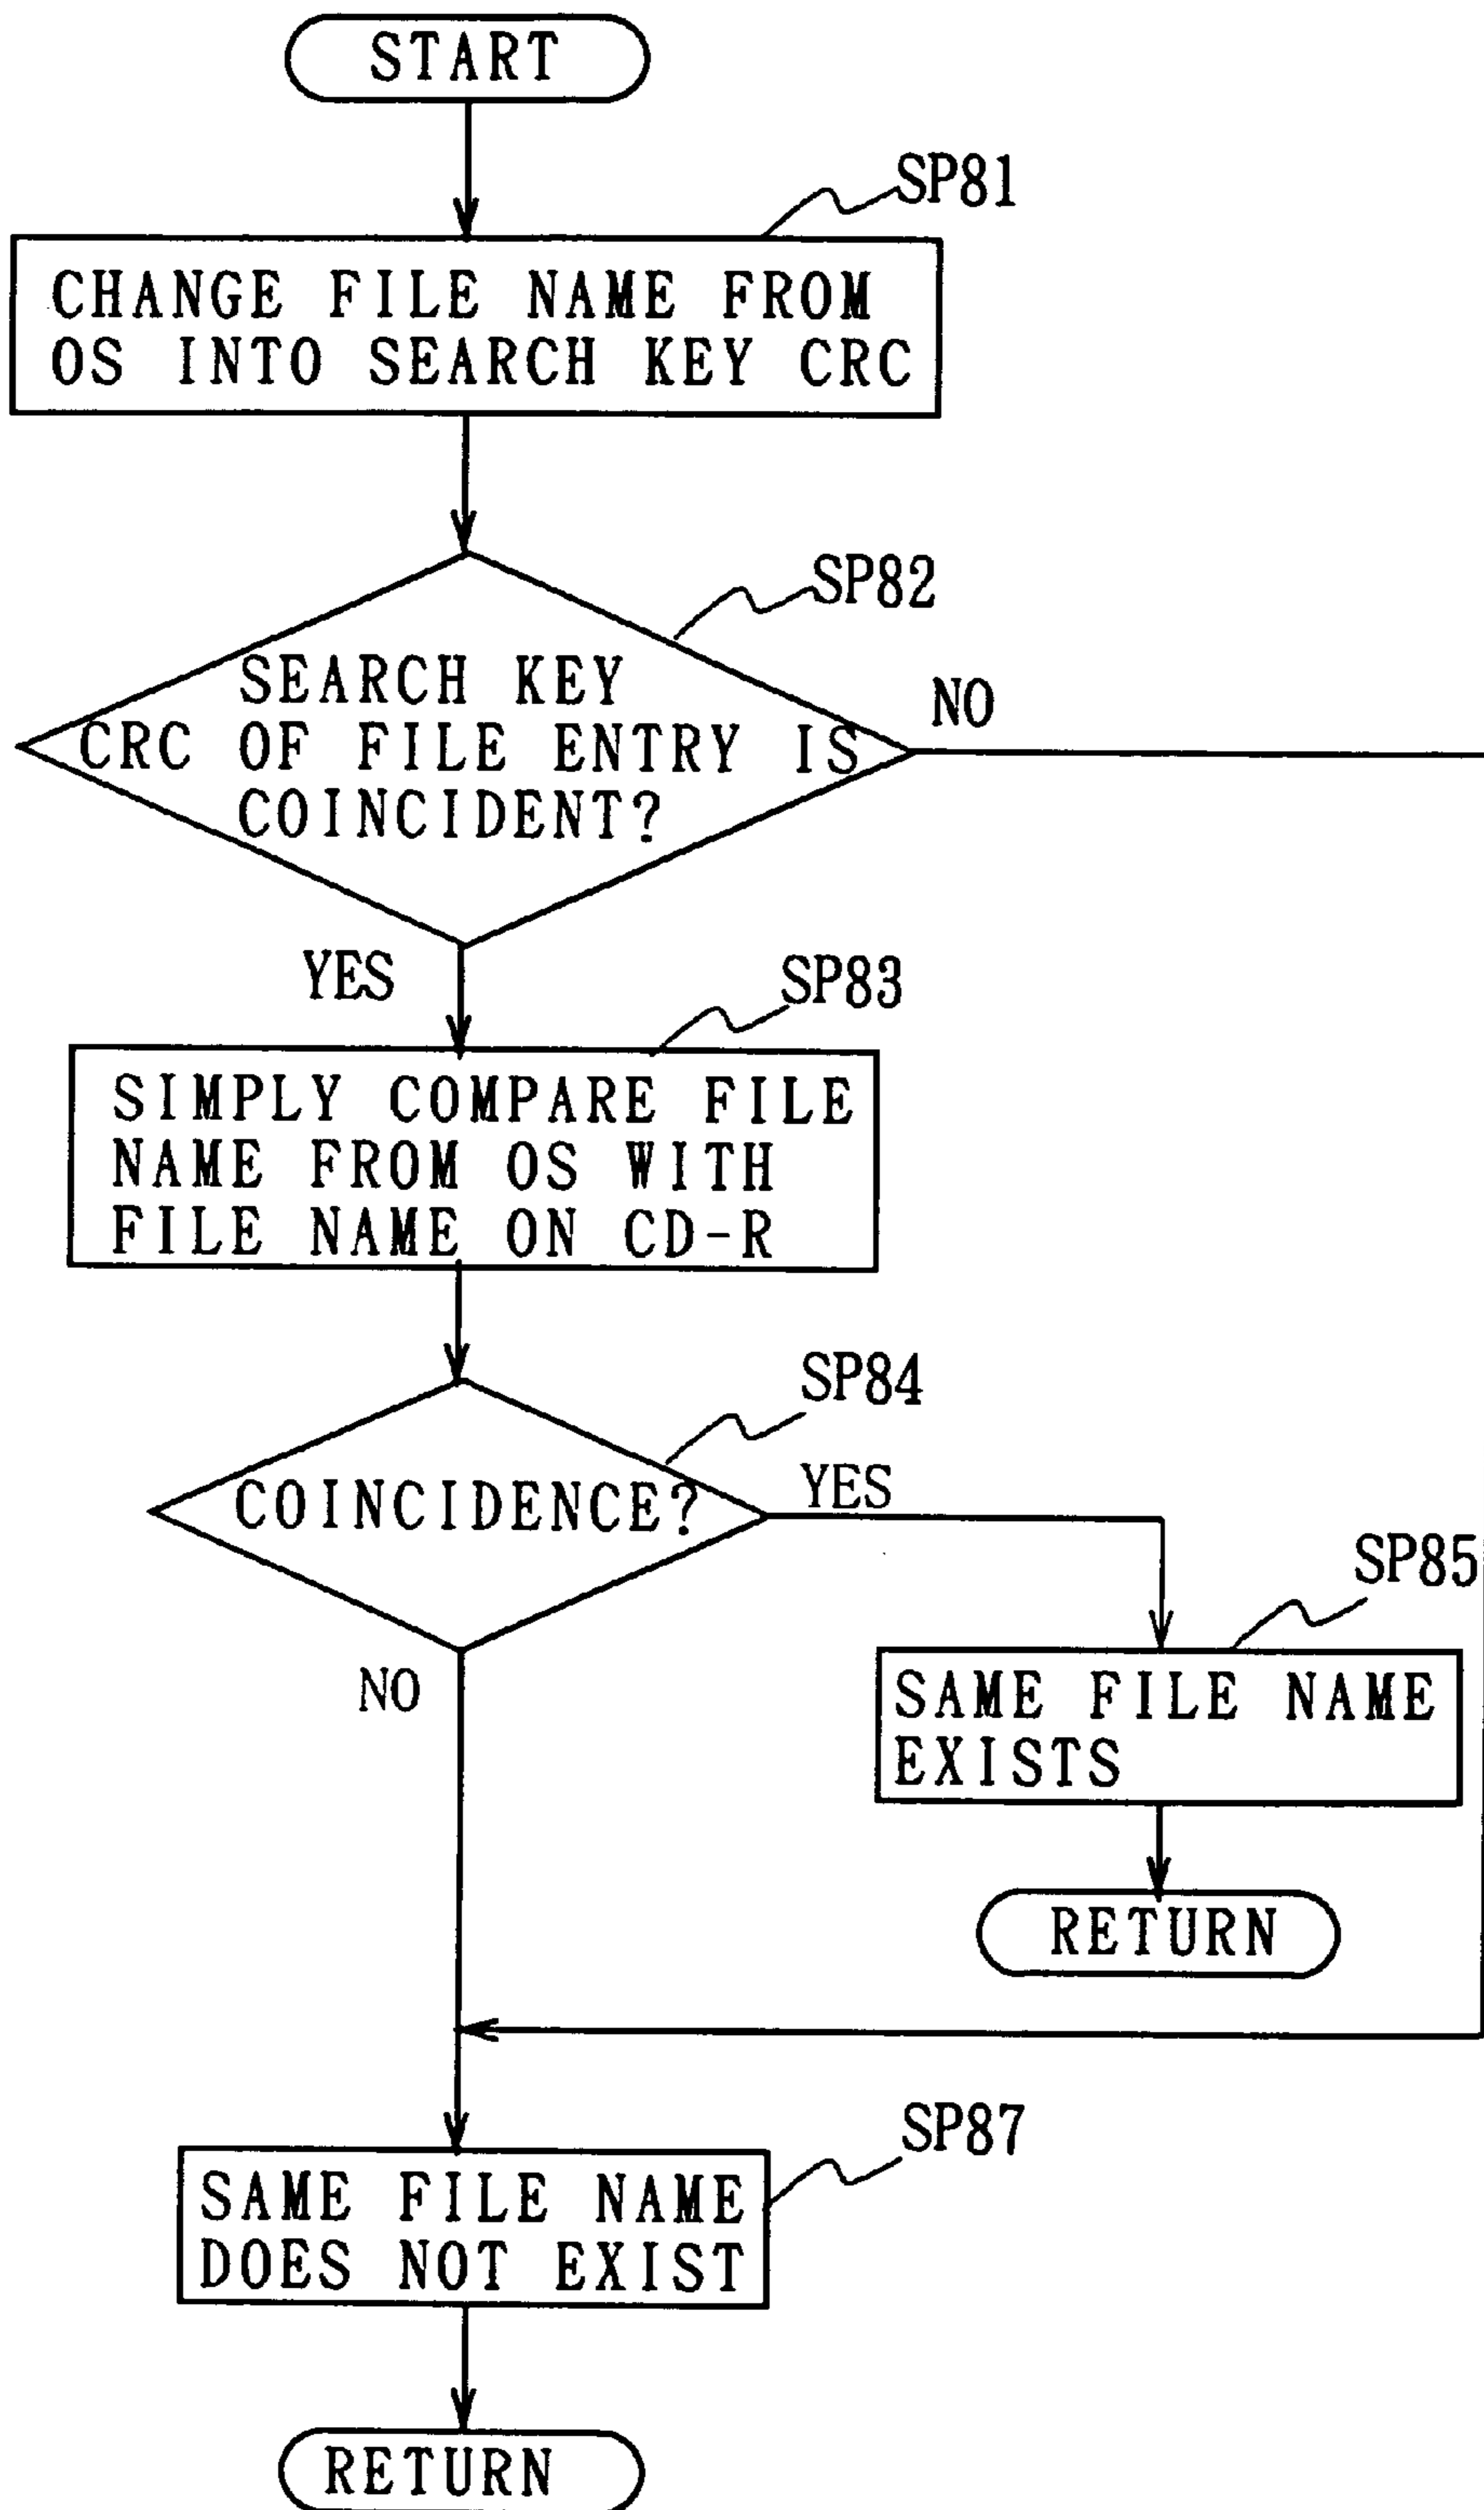 START
SP81
CHANGE FILE NAME FROM
OS INTO SEARCH KEY CRC
SP82
SEARCH KEY
CRC OF FILE ENTRY IS
COINCIDENT?
NO
YES
SP83
SIMPLY COMPARE FILE
NAME FROM OS WITH
FILE NAME ON CD-R
SP84
COINCIDENCE?
YES
SP85
NO
SAME FILE NAME
EXISTS
RETURN
SP87
SAME FILE NAME
DOES NOT EXIST
RETURN